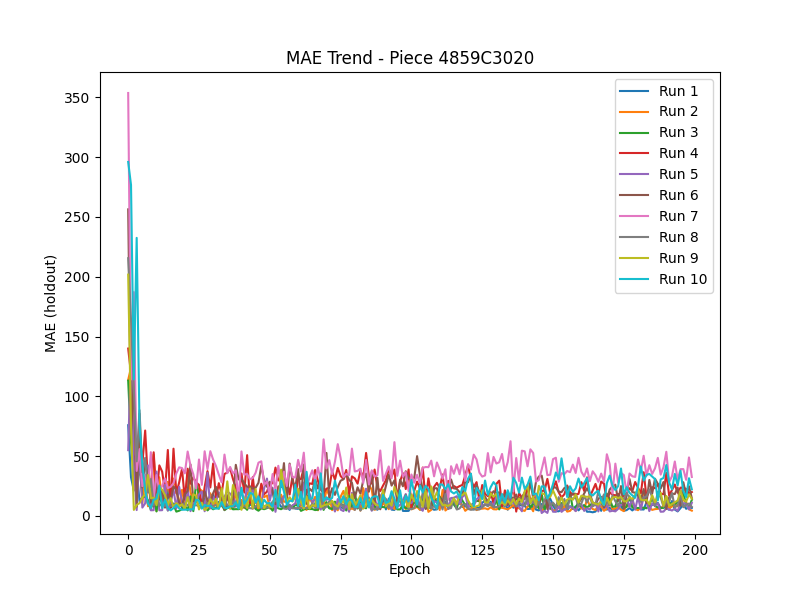 MAE Trend - Piece 4859C3020
MAE (holdout)
350
300
250
200
150
100
50
0
0 25 50 75 100 125 150 175 200
Epoch
Run 1
Run 2
Run 3
Run 4
Run 5
Run 6
Run 7
Run 8
Run 9
Run 10